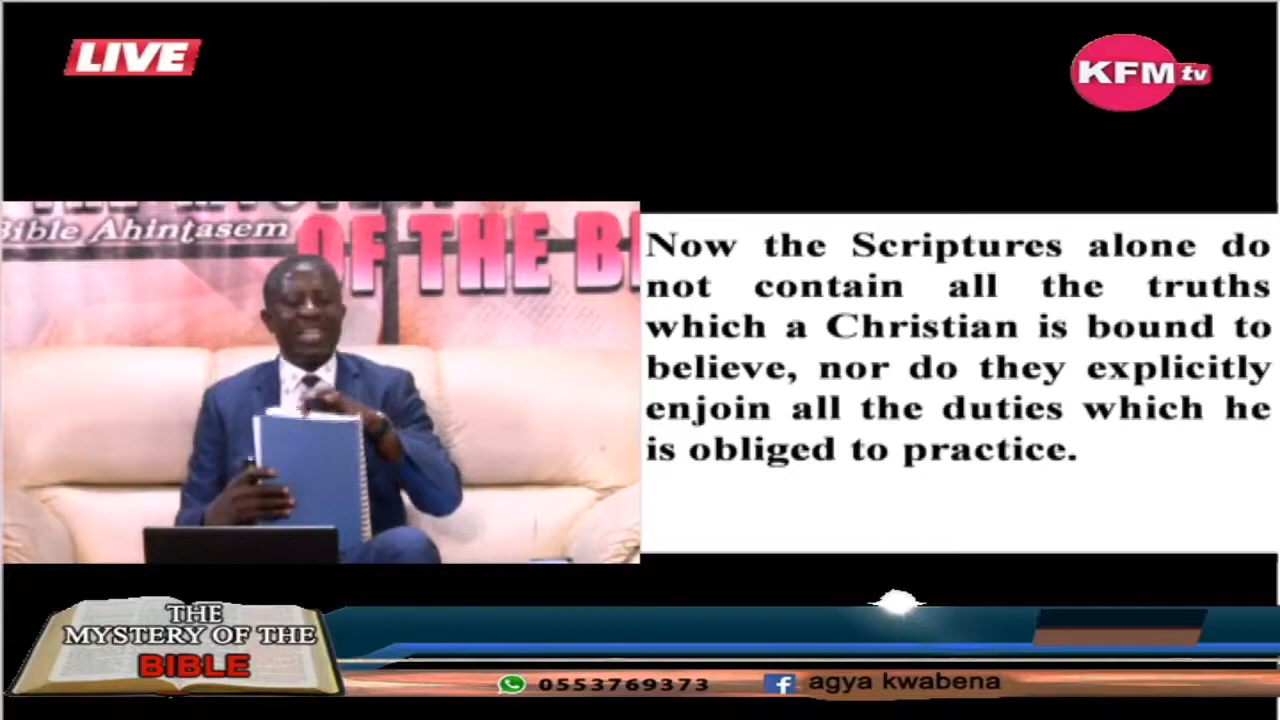 LIVE
KFM tv
Bible Ahintasem
OF THE
Now the Scriptures alone do
not contain all the truths
which a Christian is bound to
believe, nor do they explicitly
enjoin all the duties which he
is obliged to practice.
THE
MYSTERY OF THE
BIBLE
0553769373
agya kwabena